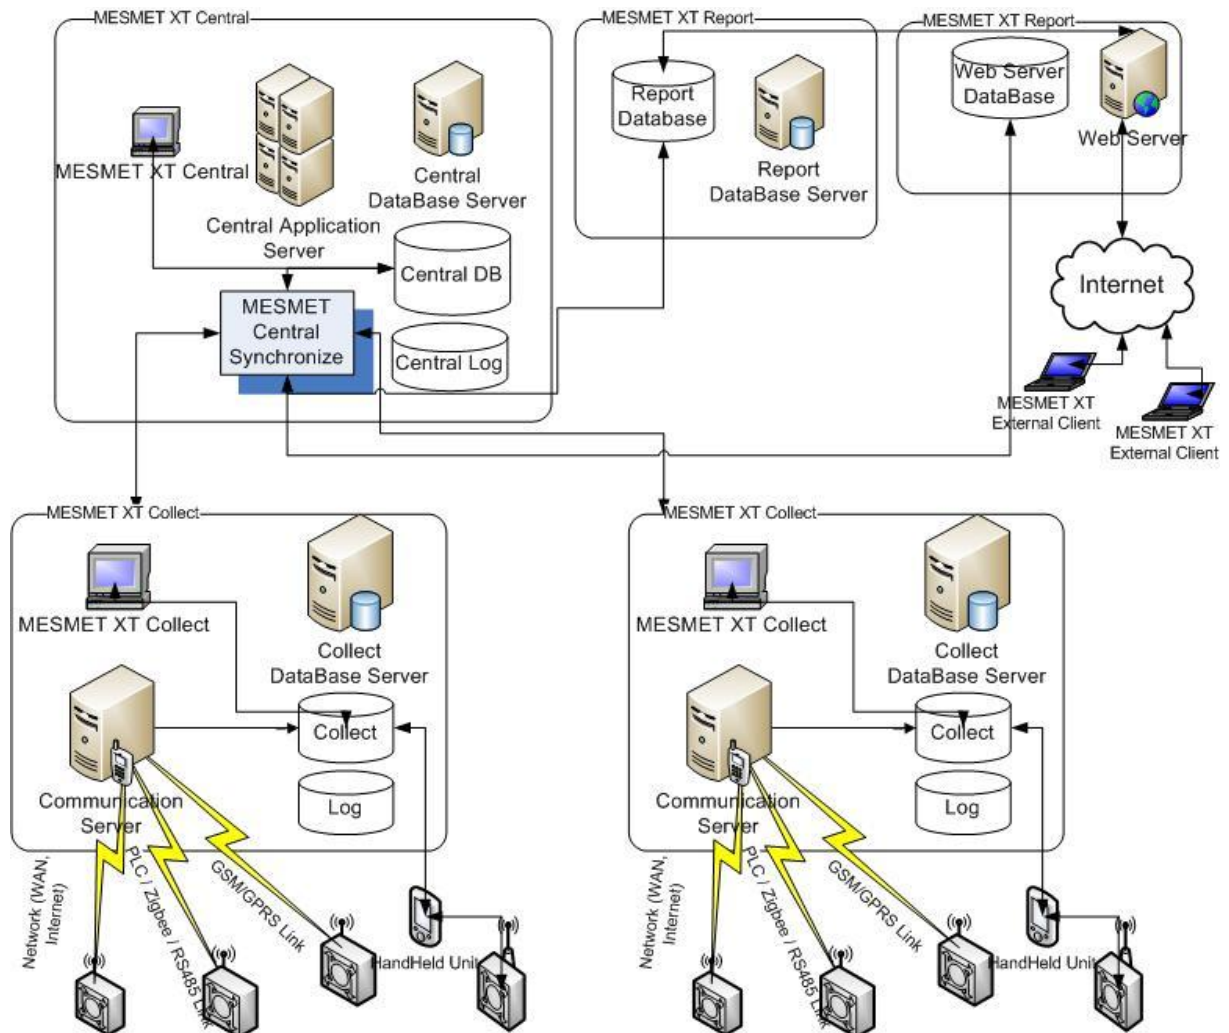 MESMET XT Central
MESMET XT Central
Central Application
Server
Central
DataBase Server
Central DB
Central Log
MESMET
Central
Synchronize
MESMET XT Report
Report
Database
Report
DataBase Server
MESMET XT Report
Web Server
DataBase
Web Server
Internet
MESMET XT
External Client
MESMET XT
External Client
MESMET XT Collect
MESMET XT Collect
Collect
DataBase Server
Collect
Log
Communication
Server
Network (WAN,
Internet)
PLC / Zigbee / RS485 Link
GSM/GPRS Link
HandHeld Unit
MESMET XT Collect
MESMET XT Collect
Collect
DataBase Server
Collect
Log
Communication
Server
Network (WAN,
Internet)
PLC / Zigbee / RS485 Link
GSM/GPRS Link
HandHeld Unit